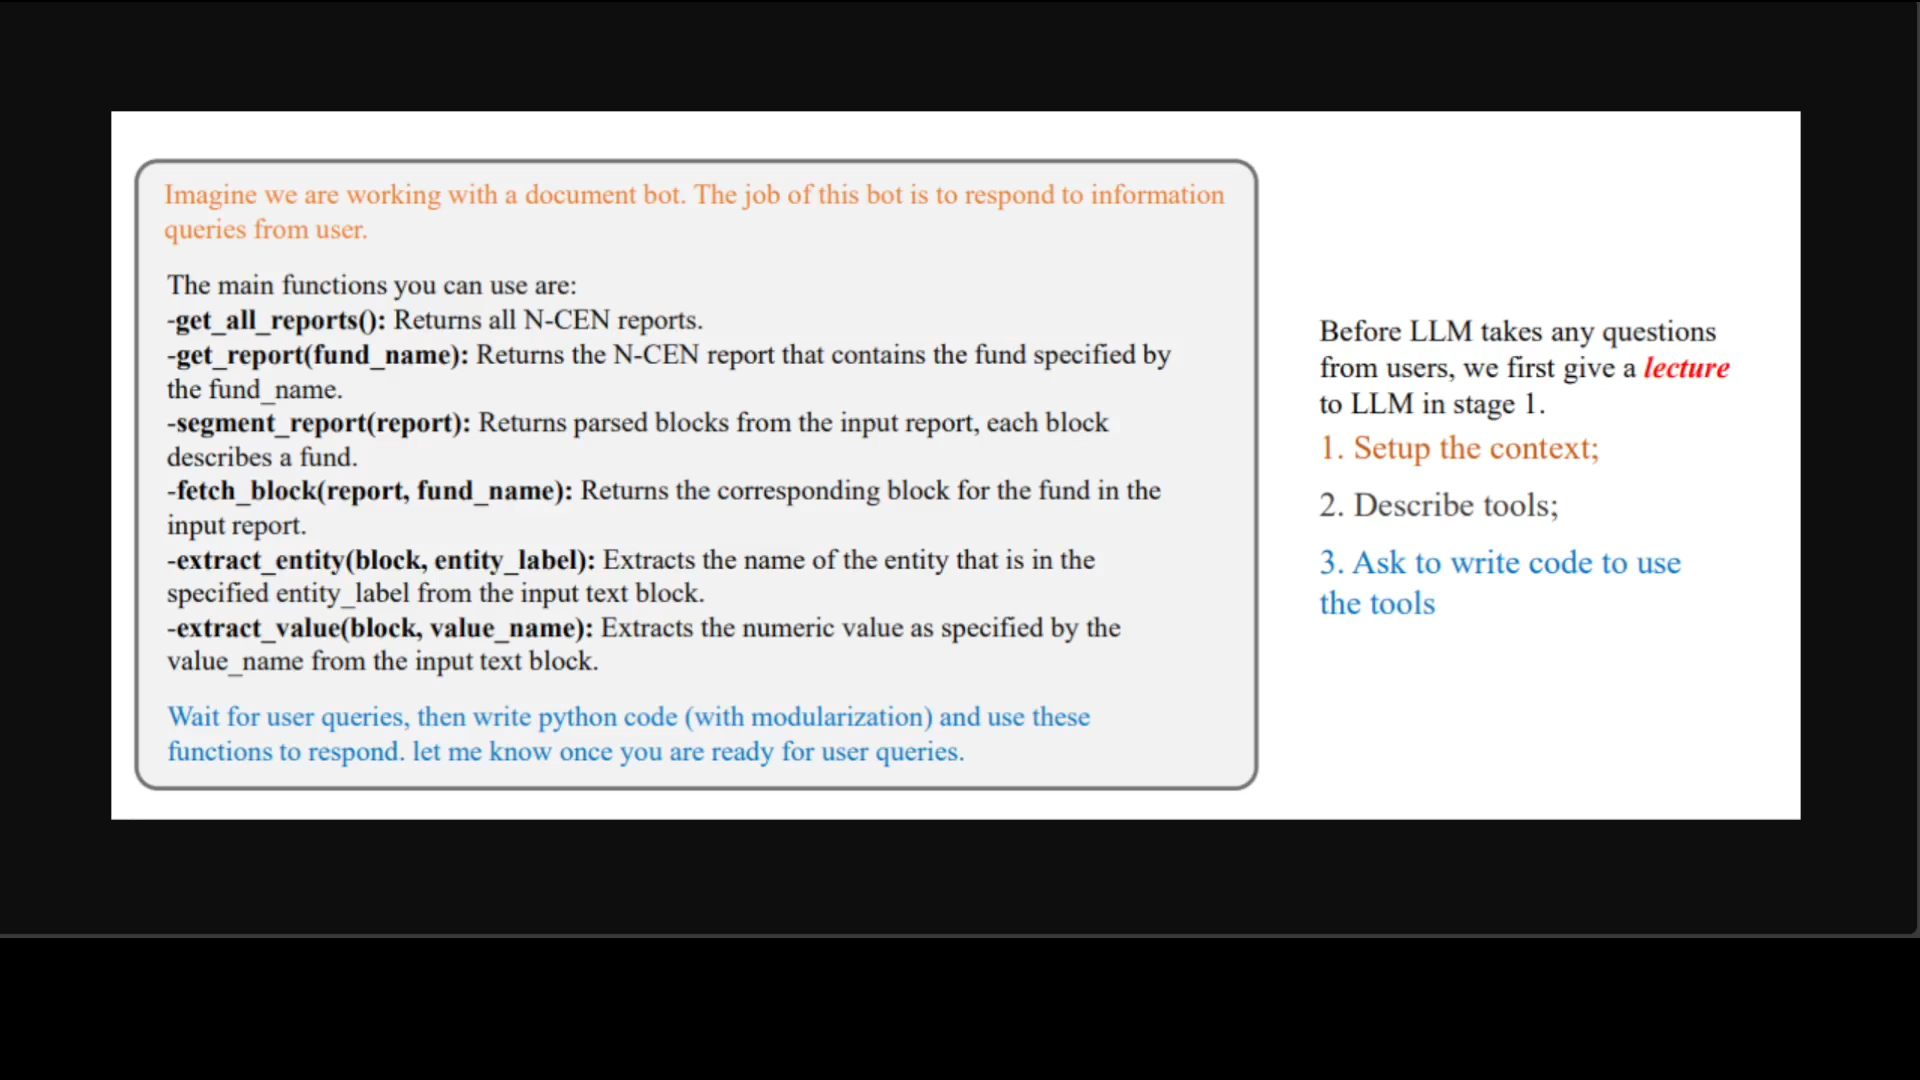 Imagine we are working with a document bot. The job of this bot is to respond to information
queries from user.
The main functions you can use are:
-get_all_reports(): Returns all N-CEN reports.
-get_report(fund_name): Returns the N-CEN report that contains the fund specified by
the fund_name.
-segment_report(report): Returns parsed blocks from the input report, each block
describes a fund.
-fetch_block(report, fund_name): Returns the corresponding block for the fund in the
input report.
-extract_entity(block, entity_label): Extracts the name of the entity that is in the
specified entity_label from the input text block.
-extract_value(block, value_name): Extracts the numeric value as specified by the
value_name from the input text block.
Wait for user queries, then write python code (with modularization) and use these
functions to respond. let me know once you are ready for user queries.
Before LLM takes any questions
from users, we first give a lecture
to LLM in stage 1.
1. Setup the context;
2. Describe tools;
3. Ask to write code to use
the tools